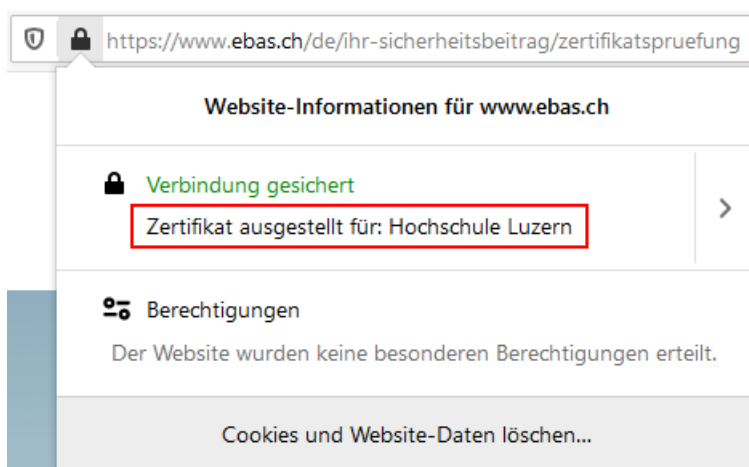 https://www.ebas.ch/de/ihr-sicherheitsbeitrag/zertifikatspruefung
Website-Informationen für www.ebas.ch
Verbindung gesichert
Zertifikat ausgestellt für: Hochschule Luzern
Berechtigungen
Der Website wurden keine besonderen Berechtigungen erteilt.
Cookies und Website-Daten löschen...